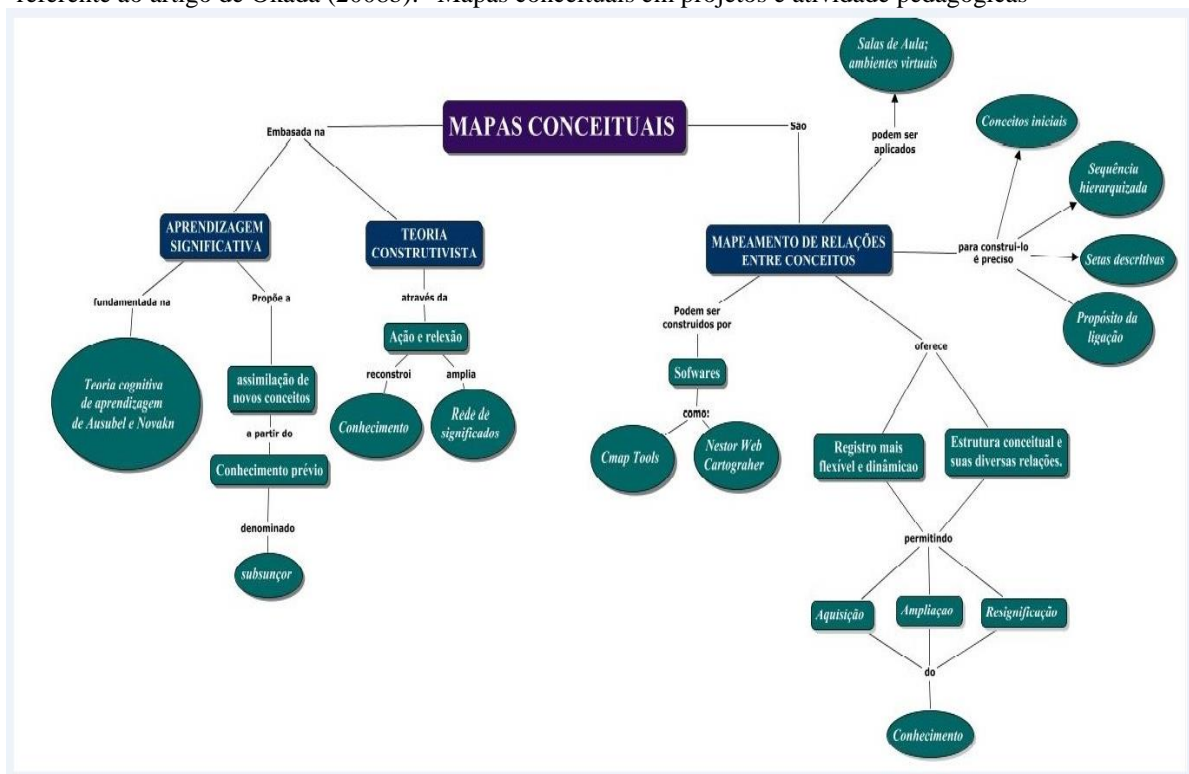 referente ao artigo de Okada (2008b): "Mapas conceituais em projetos e atividade pedagógicas"
Salas de Aula;
ambientes virtuais
MAPAS CONCEITUAIS
Embasada na
São
podem ser
aplicados
Conceitos iniciais
Sequência
hierarquizada
APRENDIZAGEM
SIGNIFICATIVA
TEORIA
CONSTRUTIVISTA
MAPEAMENTO DE RELAÇÕES
ENTRE CONCEITOS
para construi-lo
é preciso
Setas descritivas
fundamentada na
Propõe a
através da
Podem ser
construidos por
Propósito da
ligação
Ação e relexão
oferece
reconstroi
amplia
Sofwares
Teoria cognitiva
de aprendizagem
de Ausubel e Novakn
assimilação de
novos conceitos
Conhecimento
Rede de
significados
como:
a partir do
Cmap Tools
Nestor Web
Cartograher
Registro mais
flexível e dinâmicao
Estrutura conceitual e
suas diversas relações.
Conhecimento prévio
denominado
permitindo
subsunçor
Aquisição
Ampliaçao
Resignificação
do
Conhecimento